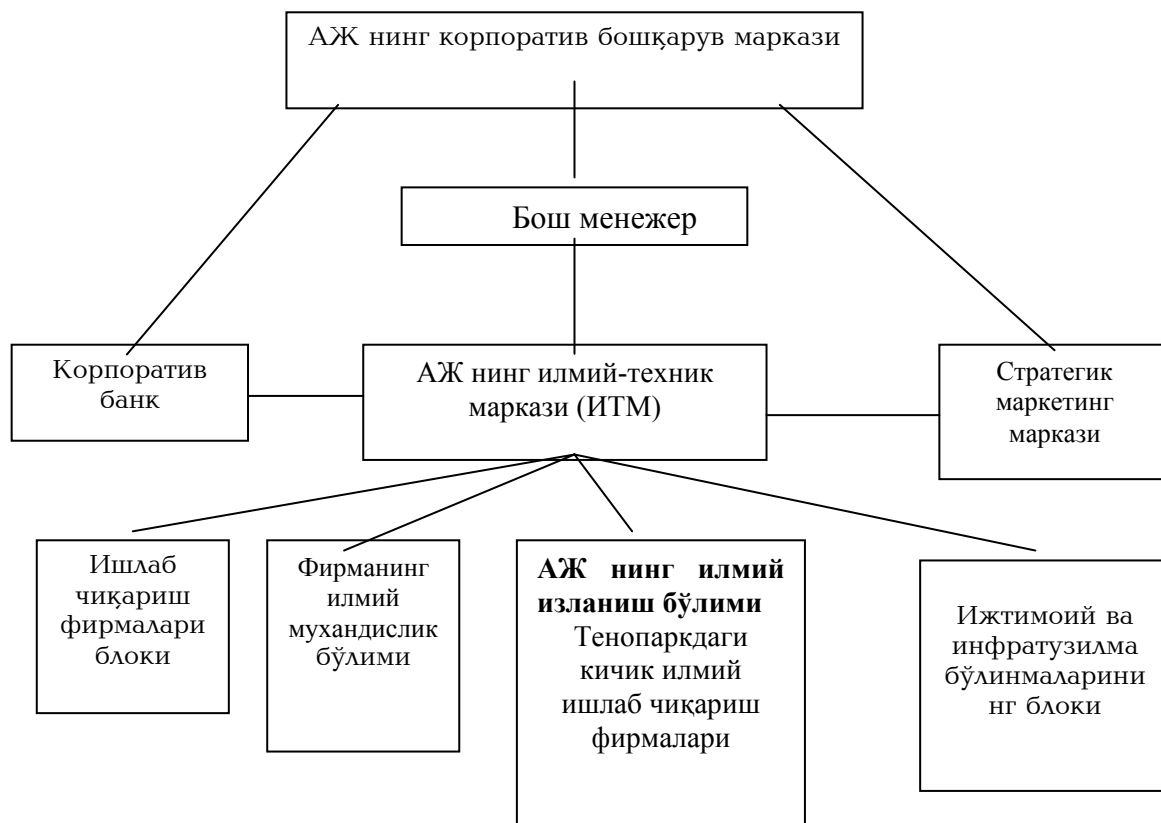 АЖ нинг корпоратив бошқарув маркази
Бош менежер
Корпоратив
банк
АЖ нинг илмий-техник
маркази (ИТМ)
Стратегик
маркетинг
маркази
Ишлаб
чиқариш
фирмалари
блоки
Фирманинг
илмий
мухандислик
бўлими
АЖ нинг илмий
изланиш бўлими
Тенопаркдаги
кичик илмий
ишлаб чиқариш
фирмалари
Ижтимоий ва
инфратузилма
бўлинмаларини
нг блоки